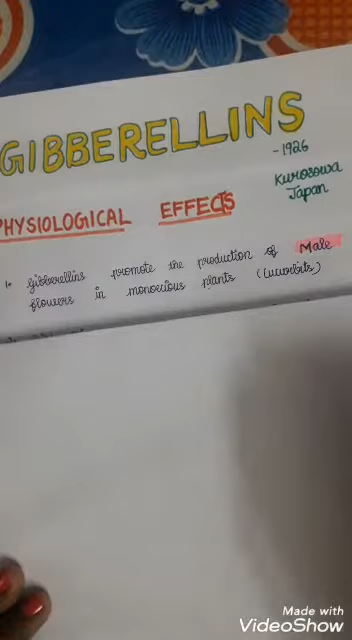 GIBBERELLINS
- 1926
Kurosowa
Japan
PHYSIOLOGICAL EFFECTS
1. Gibberellins promote the production of Male
flowers in monoecious plants (Cucurbits)
Made with
VideoShow